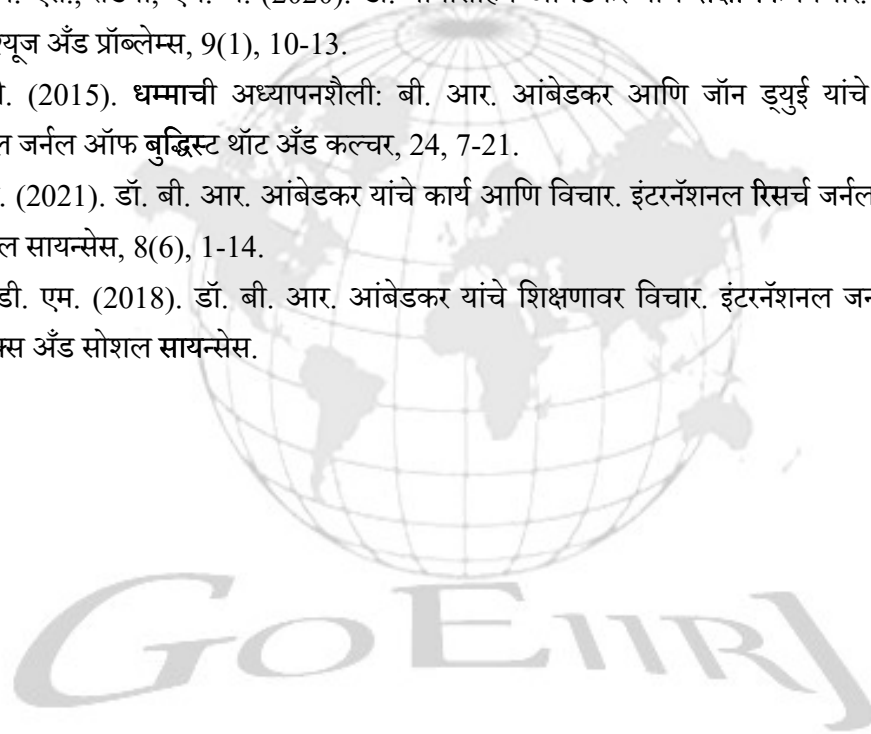 (2020). डॉ.
श्यूज अँड प्रॉब्लेम्स, 9(1), 10-13.
(2015). धम्माची अध्यापनशैली: बी. आर. आंबेडकर आणि जॉन ड्युई यांचे
जर्नल ऑफ बुद्धिस्ट थॉट अँड कल्चर, 24, 7-21.
(2021). डॉ. बी. आर. आंबेडकर यांचे कार्य आणि विचार. इंटरनॅशनल रिसर्च जर्नल
ल सायन्सेस, 8(6), 1-14.
डी. एम. (2018). डॉ. बी. आर. आंबेडकर यांचे शिक्षणावर विचार. इंटरनॅशनल जन
क्स अँड सोशल सायन्सेस.
GOEIIRJ